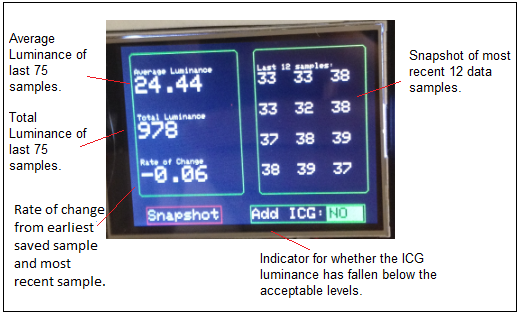 Average
Luminance of
last 75
samples.
Total
Luminance of
last 75
samples.
Rate of change
from earliest
saved sample
and most
recent sample.
Average Luminance
24.44
Total Luminance
978
Rate of Change
-0.06
Snapshot
Last 12 samples:
33 33 38
33 32 38
37 38 39
38 39 37
Add ICG: NO
Snapshot of most
recent 12 data
samples.
Indicator for whether the ICG
luminance has fallen below the
acceptable levels.